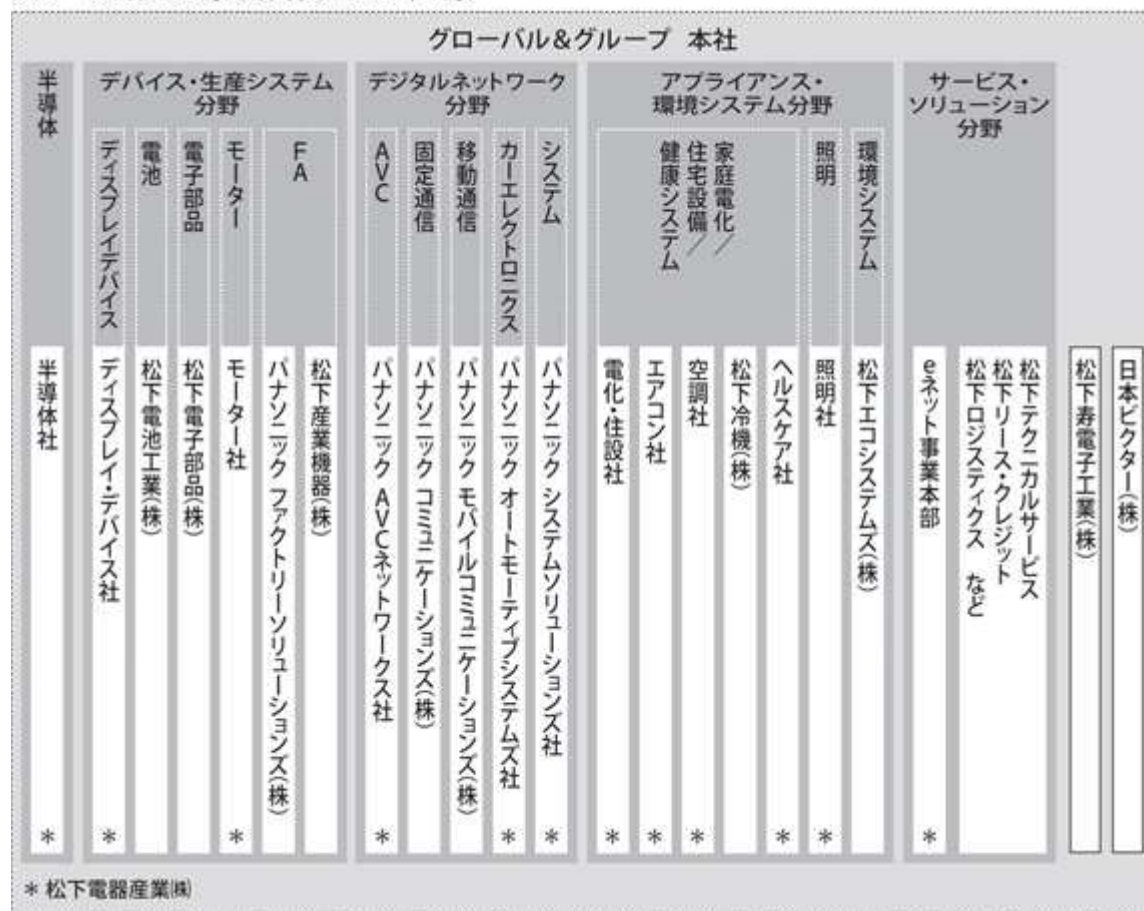 グローバル&グループ 本社
半導体
デバイス・生産システム
分野
デジタルネットワーク
分野
アプライアンス・
環境システム分野
サービス・
ソリューション
分野
ディスプレイデバイス
電池
電子部品
モーター
FA
AVC
固定通信
移動通信
カーエレクトロニクス
システム
家庭電化/
住宅設備/
健康システム
照明
環境システム
半導体社
*
ディスプレイ・デバイス社
*
松下電池工業(株)
松下電子部品(株)
モーター社
*
パナソニック ファクトリーソリューションズ(株)
松下産業機器(株)
パナソニック AVCネットワークス社
*
パナソニック コミュニケーションズ(株)
パナソニック モバイルコミュニケーションズ(株)
パナソニック オートモーティブシステムズ社
*
パナソニック システムソリューションズ社
*
電化・住設社
*
エアコン社
*
空調社
*
松下冷機(株)
ヘルスケア社
*
照明社
*
松下エコシステムズ(株)
eネット事業本部
*
松下テクニカルサービス
松下リース・クレジット
松下ロジスティクス など
松下寿電子工業(株)
日本ビクター(株)
* 松下電器産業㈱